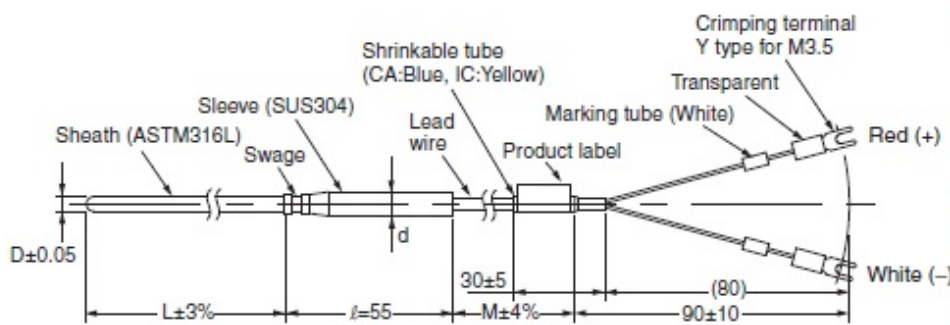 Crimping terminal
Y type for M3.5
Shrinkable tube
(CA:Blue, IC:Yellow)
Transparent
Sleeve (SUS304)
Marking tube (White)
Sheath (ASTM316L)
Lead
wire
Red (+)
Swage
Product label
D±0.05
d
30±5
(80)
White (–)
L±3%
ℓ=55
M±4%
90±10